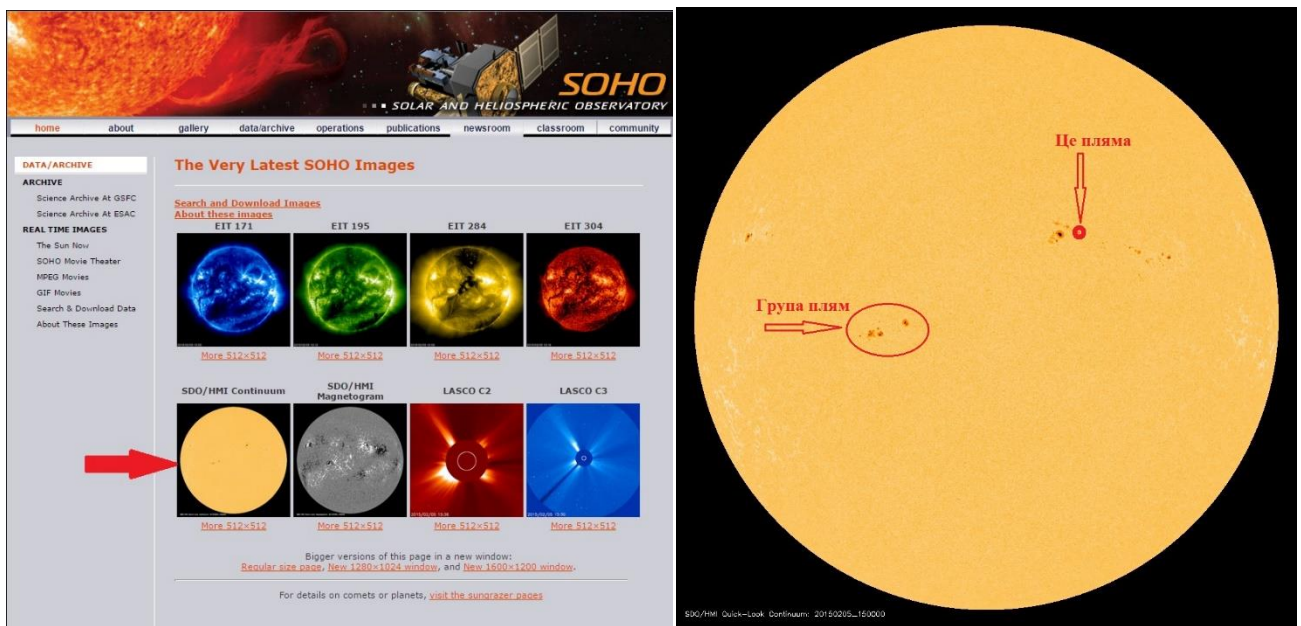 SOHO
SOLAR AND HELIOSPHERIC OBSERVATORY
home about gallery data/archive operations publications newsroom classroom community
DATA/ARCHIVE
ARCHIVE
Science Archive At GSFC
Science Archive At ESAC
REAL TIME IMAGES
The Sun Now
SOHO Movie Theater
MPEG Movies
GIF Movies
Search & Download Data
About These Images
The Very Latest SOHO Images
Search and Download Images
About these images
EIT 171 EIT 195 EIT 284 EIT 304
More 512×512 More 512×512 More 512×512 More 512×512
SDO/HMI Continuum SDO/HMI Magnetogram LASCO C2 LASCO C3
More 512×512 More 512×512 More 512×512 More 512×512
Bigger versions of this page in a new window:
Regular size page, New 1280×1024 window, and New 1600×1200 window.
For details on comets or planets, visit the sungrazer pages
Це пляма
Група плям
SDO/HMI Quick-Look Continuum: 20150205_150000